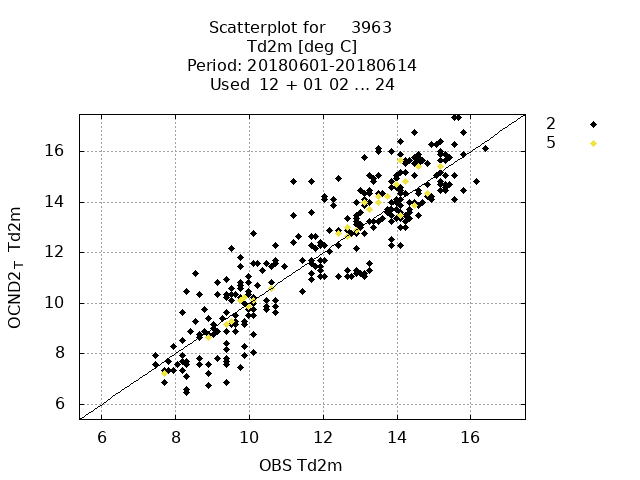 Scatterplot for 3963
Td2m [deg C]
Period: 20180601-20180614
Used 12 + 01 02 ... 24
2
5
OCND2_T Td2m
16
14
12
10
8
6
6 8 10 12 14 16
OBS Td2m